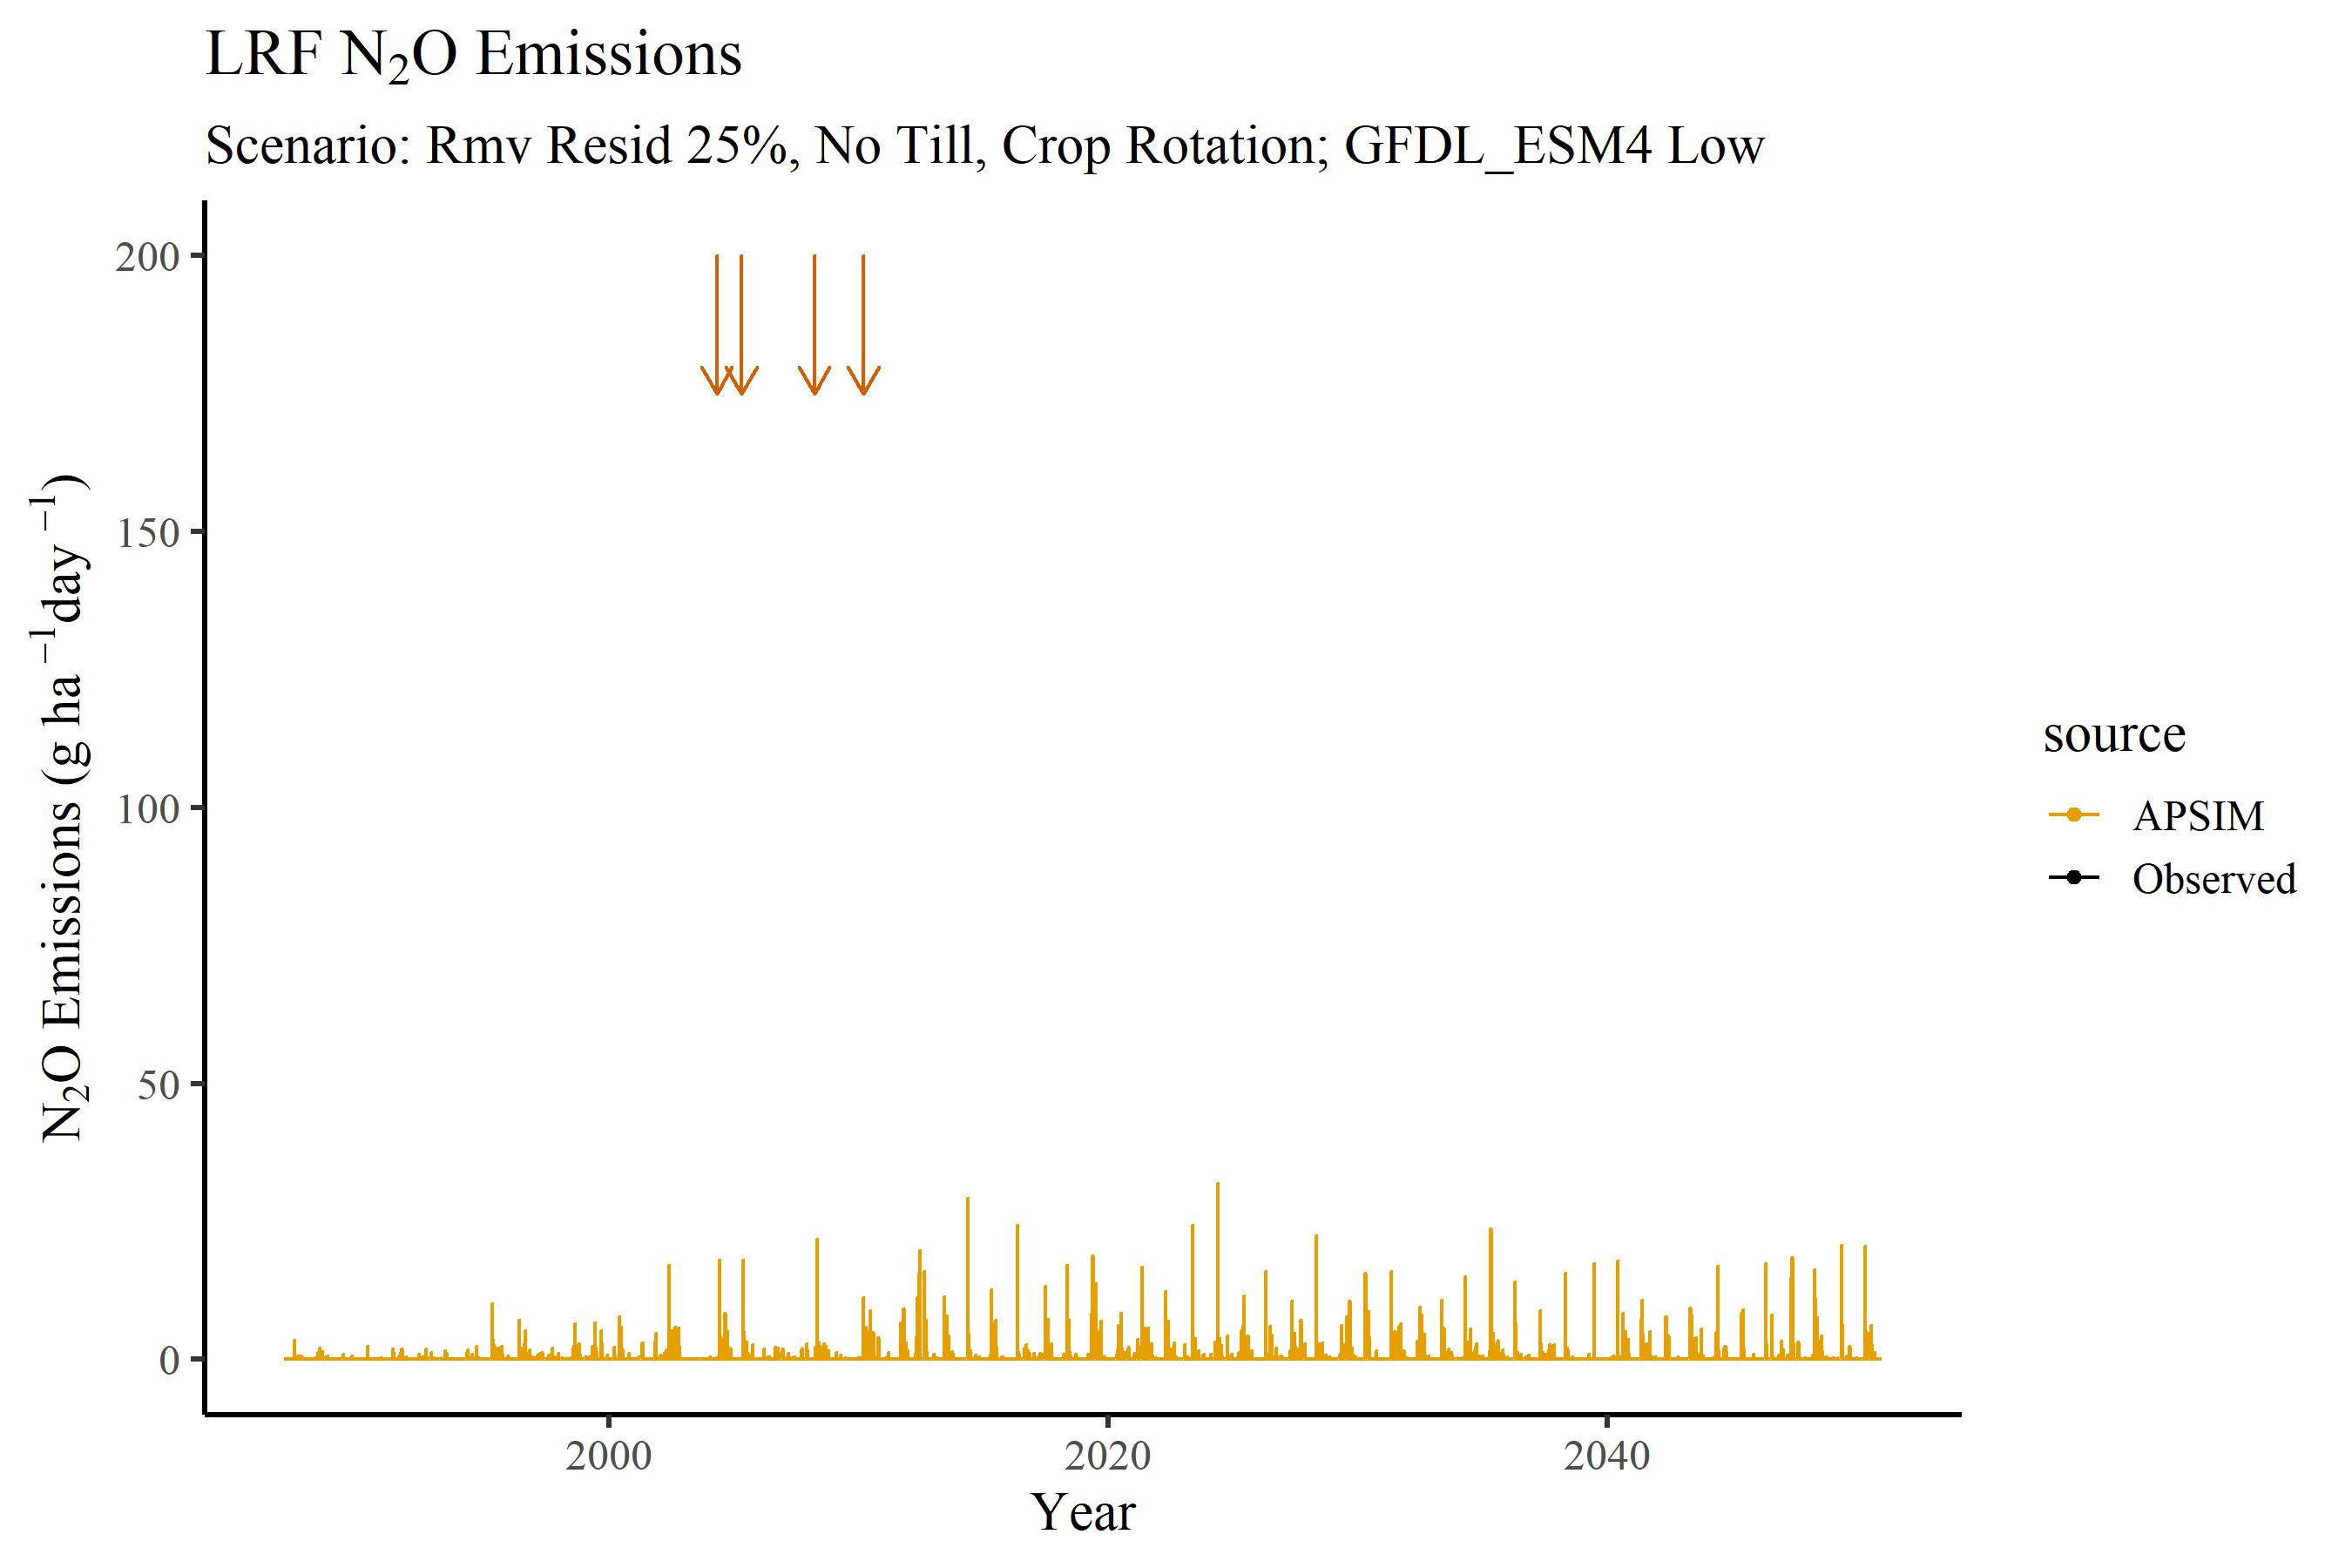 LRF N₂O Emissions
Scenario: Rmv Resid 25%, No Till, Crop Rotation; GFDL_ESM4 Low
N₂O Emissions (g ha ⁻¹day ⁻¹)
200
150
100
50
0
2000 2020 2040
Year
source
APSIM
Observed